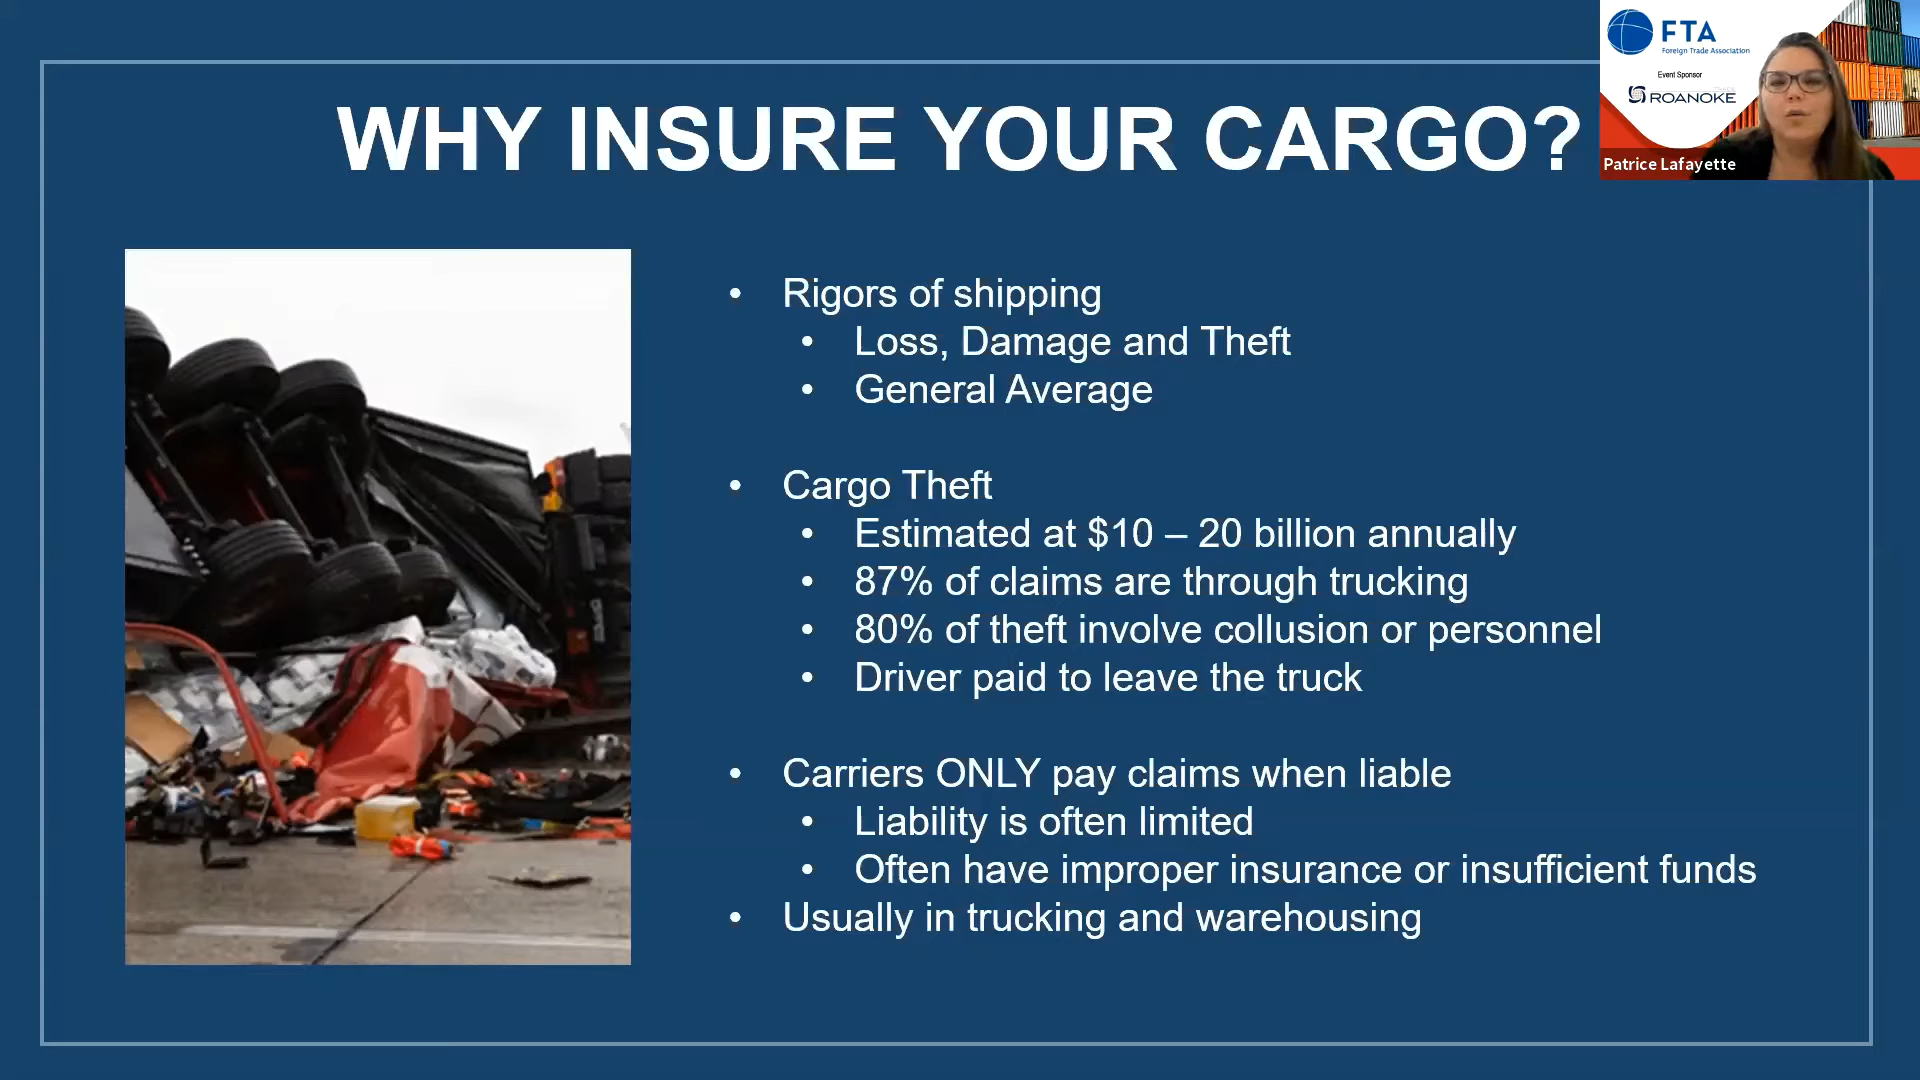 WHY INSURE YOUR CARGO?
FTA
Foreign Trade Association
Event Sponsor
ROANOKE
Patrice Lafayette
• Rigors of shipping
• Loss, Damage and Theft
• General Average
• Cargo Theft
• Estimated at $10 – 20 billion annually
• 87% of claims are through trucking
• 80% of theft involve collusion or personnel
• Driver paid to leave the truck
• Carriers ONLY pay claims when liable
• Liability is often limited
• Often have improper insurance or insufficient funds
• Usually in trucking and warehousing